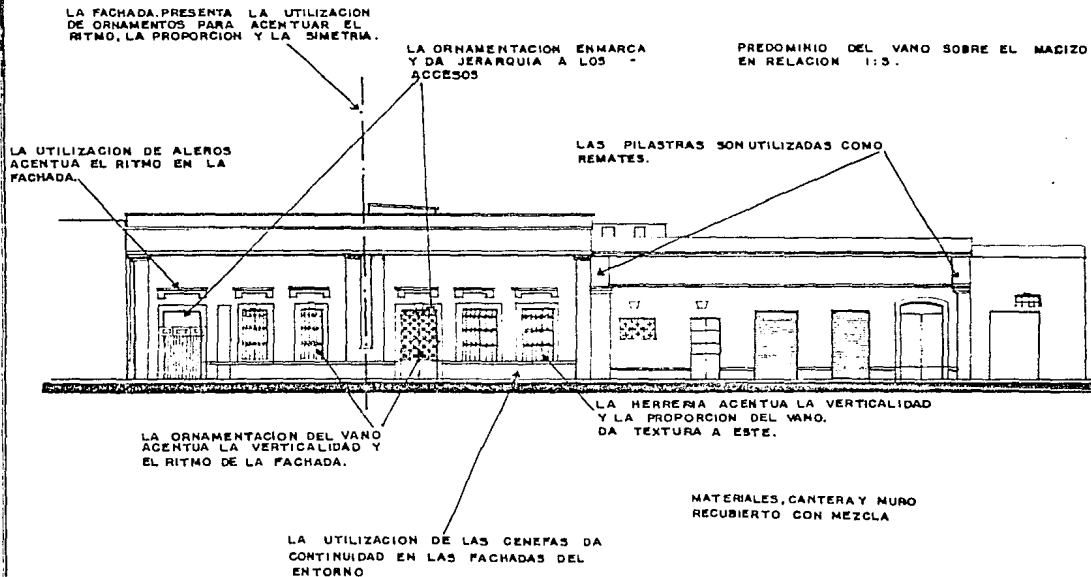 LA FACHADA.PRESENTA LA UTILIZACION
DE ORNAMENTOS PARA ACENTUAR EL
RITMO, LA PROPORCION Y LA SIMETRIA.
LA ORNAMENTACION ENMARCA
Y DA JERARQUIA A LOS -
ACCESOS
PREDOMINIO DEL VANO SOBRE EL MACIZO
EN RELACION 1:3.
LA UTILIZACION DE ALEROS
ACENTUA EL RITMO EN LA
FACHADA.
LAS PILASTRAS SON UTILIZADAS COMO
REMATES.
LA HERRERIA ACENTUA LA VERTICALIDAD
Y LA PROPORCION DEL VANO.
DA TEXTURA A ESTE.
LA ORNAMENTACION DEL VANO
ACENTUA LA VERTICALIDAD Y
EL RITMO DE LA FACHADA.
MATERIALES, CANTERA Y MURO
RECUBIERTO CON MEZCLA
LA UTILIZACION DE LAS CENEFAS DA
CONTINUIDAD EN LAS FACHADAS DEL
ENTORNO